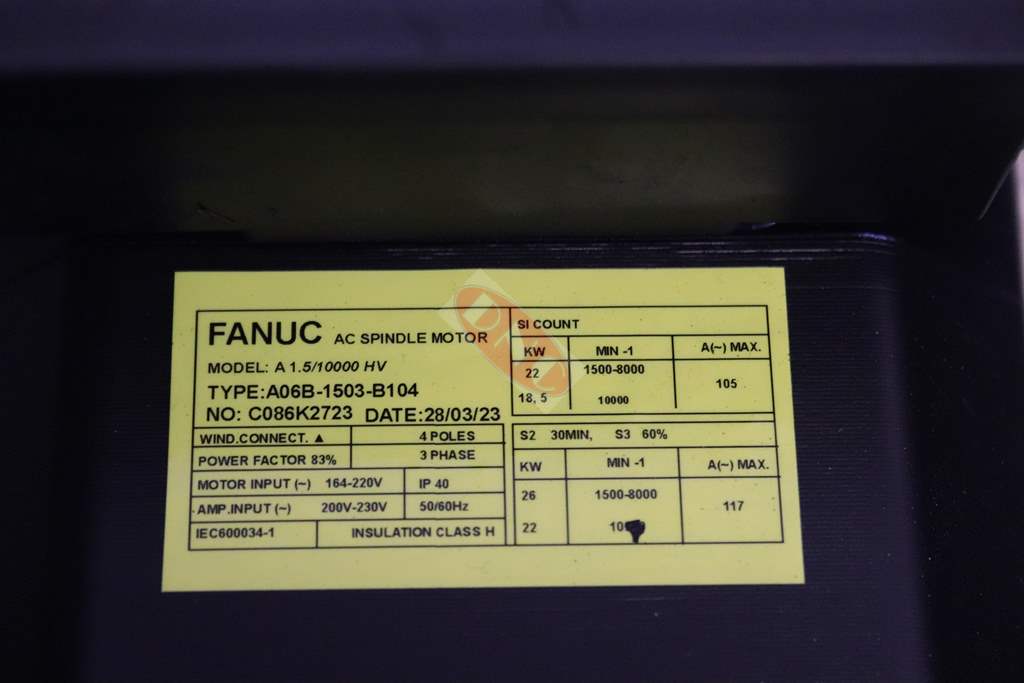 FANUC AC SPINDLE MOTOR
MODEL: A 1.5/10000 HV
TYPE:A06B-1503-B104
NO: C086K2723 DATE:28/03/23
WIND.CONNECT. ▲ 4 POLES
POWER FACTOR 83% 3 PHASE
MOTOR INPUT (~) 164-220V IP 40
AMP.INPUT (~) 200V-230V 50/60Hz
IEC600034-1 INSULATION CLASS H
SI COUNT
KW MIN -1 A(~) MAX.
22 1500-8000 105
18, 5 10000
S2 30MIN, S3 60%
KW MIN -1 A(~) MAX.
26 1500-8000 117
22